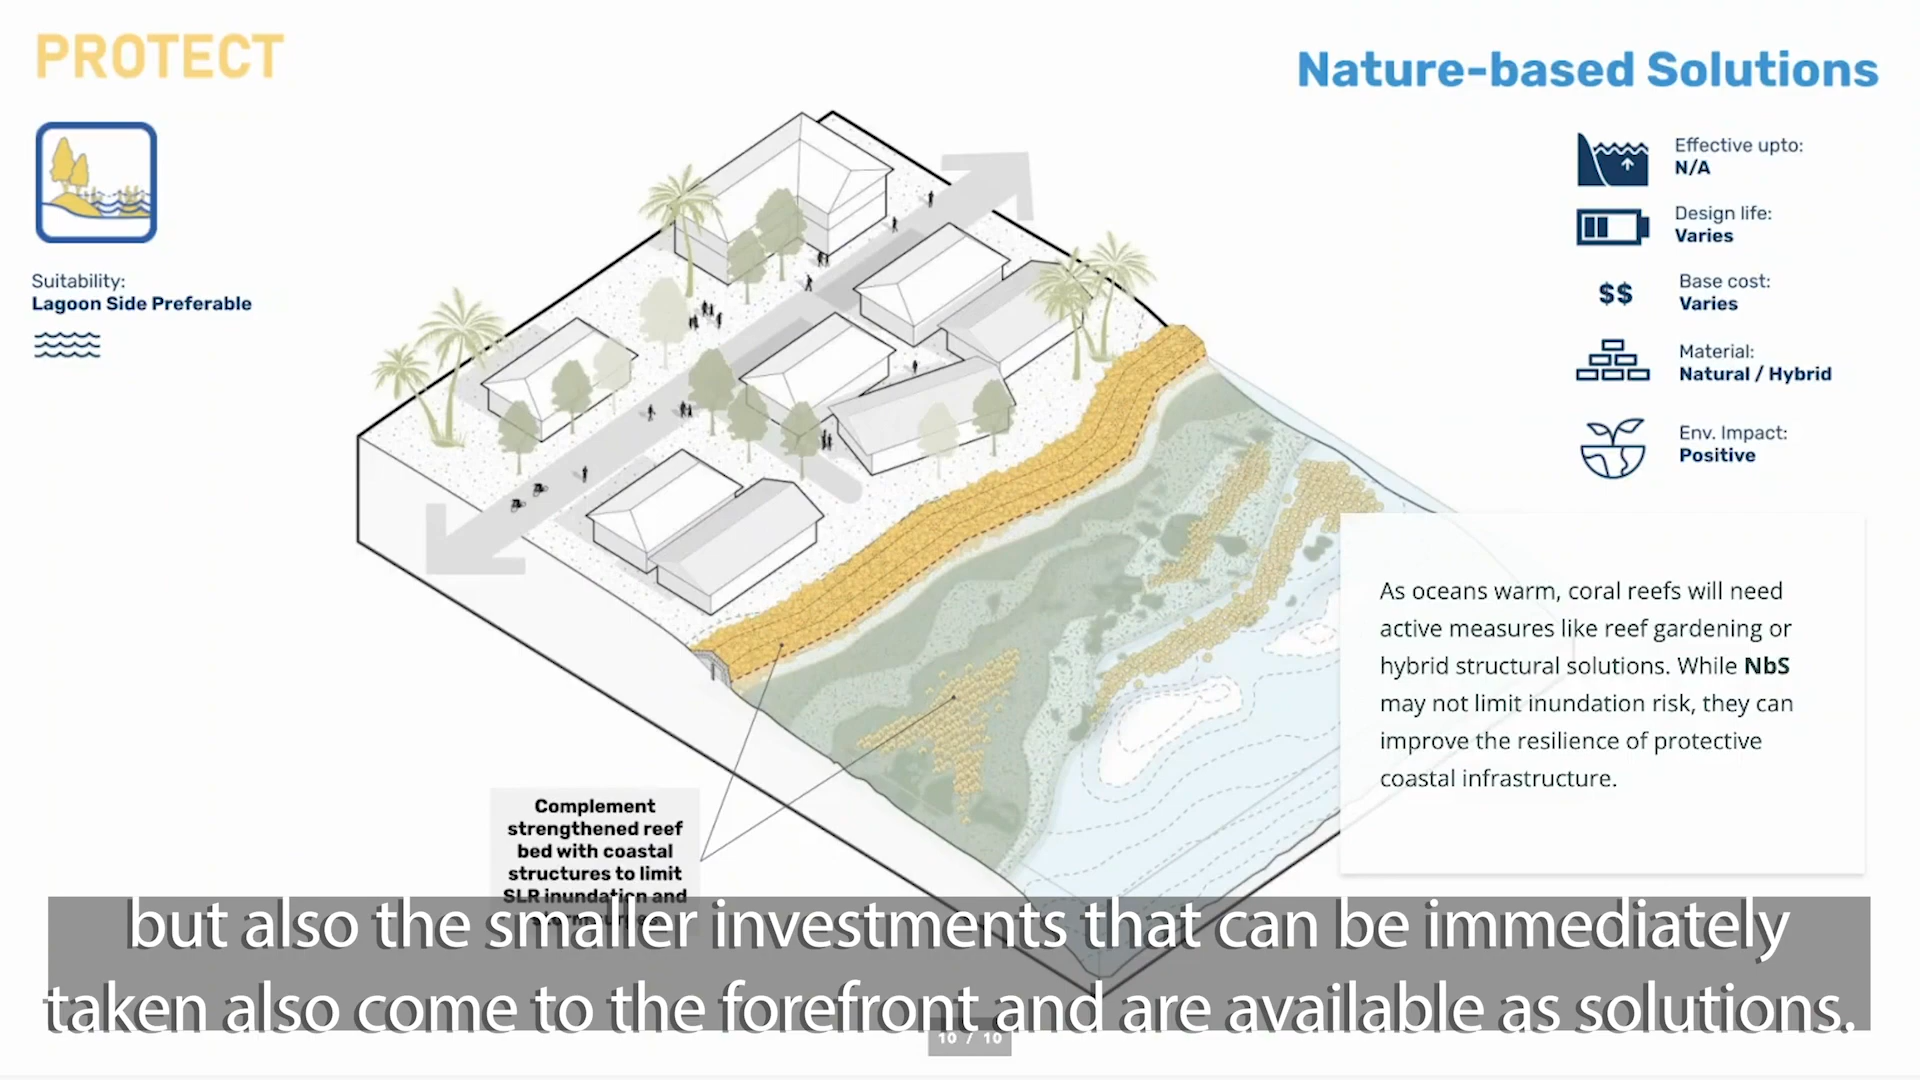 PROTECT
Nature-based Solutions
Suitability:
Lagoon Side Preferable
Effective upto:
N/A
Design life:
Varies
$$
Base cost:
Varies
Material:
Natural / Hybrid
Env. Impact:
Positive
As oceans warm, coral reefs will need
active measures like reef gardening or
hybrid structural solutions. While NbS
may not limit inundation risk, they can
improve the resilience of protective
coastal infrastructure.
Complement
strengthened reef
bed with coastal
structures to limit
SLR inundation and
but also the smaller investments that can be immediately
taken also come to the forefront and are available as solutions.
10 / 10